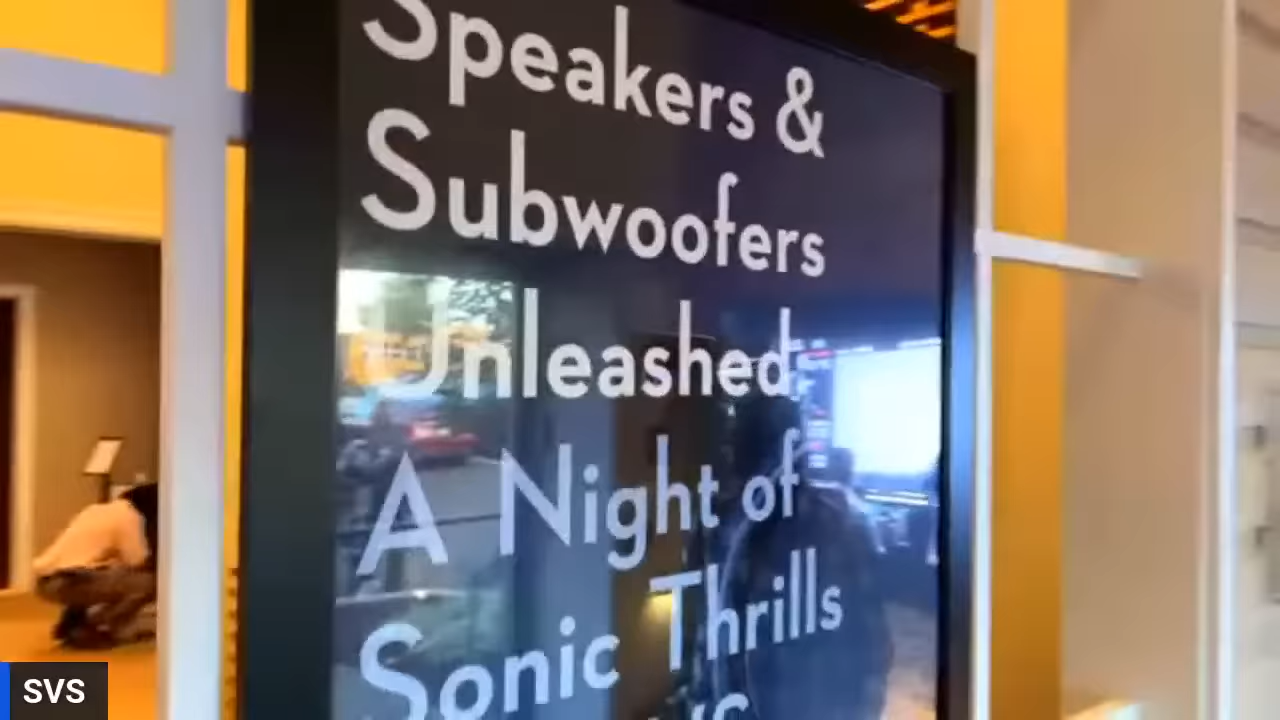 Speakers &
Subwoofers
Unleashed
A Night of
Sonic Thrills
SVS